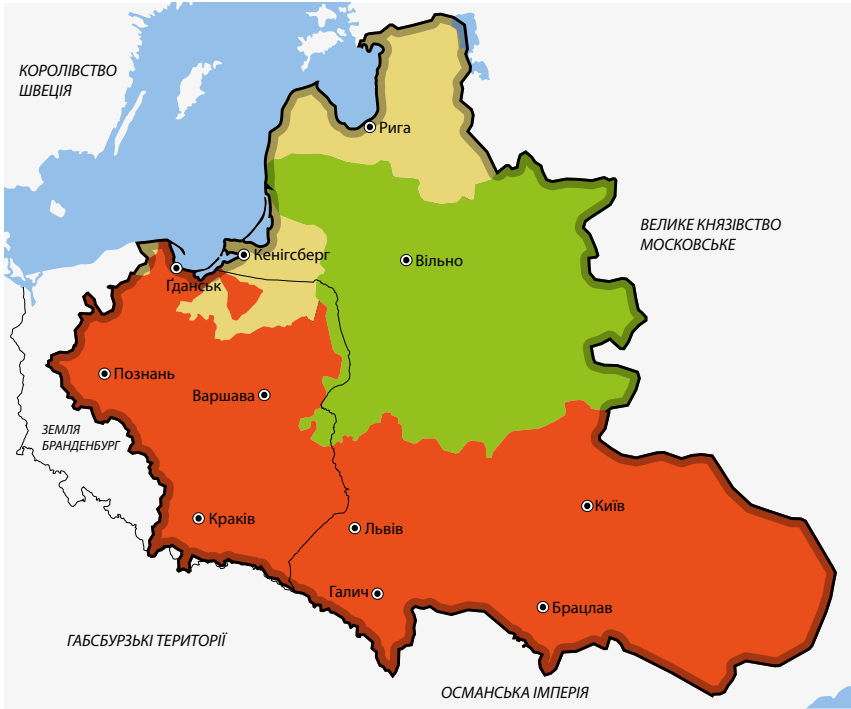 КОРОЛІВСТВО
ШВЕЦІЯ
Рига
ВЕЛИКЕ КНЯЗІВСТВО
МОСКОВСЬКЕ
Кенігсберг
Вільно
Ґданськ
Познань
Варшава
ЗЕМЛЯ
БРАНДЕНБУРГ
Краків
Львів
Київ
Галич
Брацлав
ГАБСБУРЗЬКІ ТЕРИТОРІЇ
ОСМАНСЬКА ІМПЕРІЯ